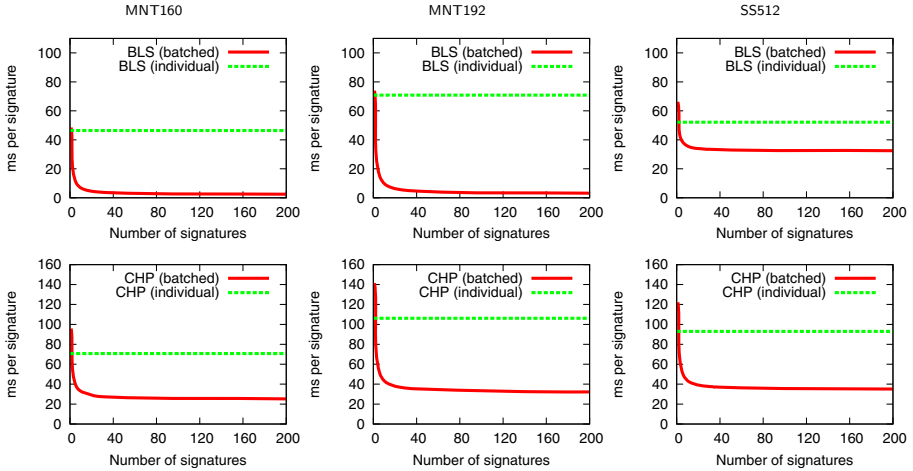 MNT160
MNT192
SS512
ms per signature
100
80
60
40
20
0
BLS (batched)
BLS (individual)
0 40 80 120 160 200
Number of signatures
ms per signature
100
80
60
40
20
0
BLS (batched)
BLS (individual)
0 40 80 120 160 200
Number of signatures
ms per signature
100
80
60
40
20
0
BLS (batched)
BLS (individual)
0 40 80 120 160 200
Number of signatures
ms per signature
160
140
120
100
80
60
40
20
0
CHP (batched)
CHP (individual)
0 40 80 120 160 200
Number of signatures
ms per signature
160
140
120
100
80
60
40
20
0
CHP (batched)
CHP (individual)
0 40 80 120 160 200
Number of signatures
ms per signature
160
140
120
100
80
60
40
20
0
CHP (batched)
CHP (individual)
0 40 80 120 160 200
Number of signatures